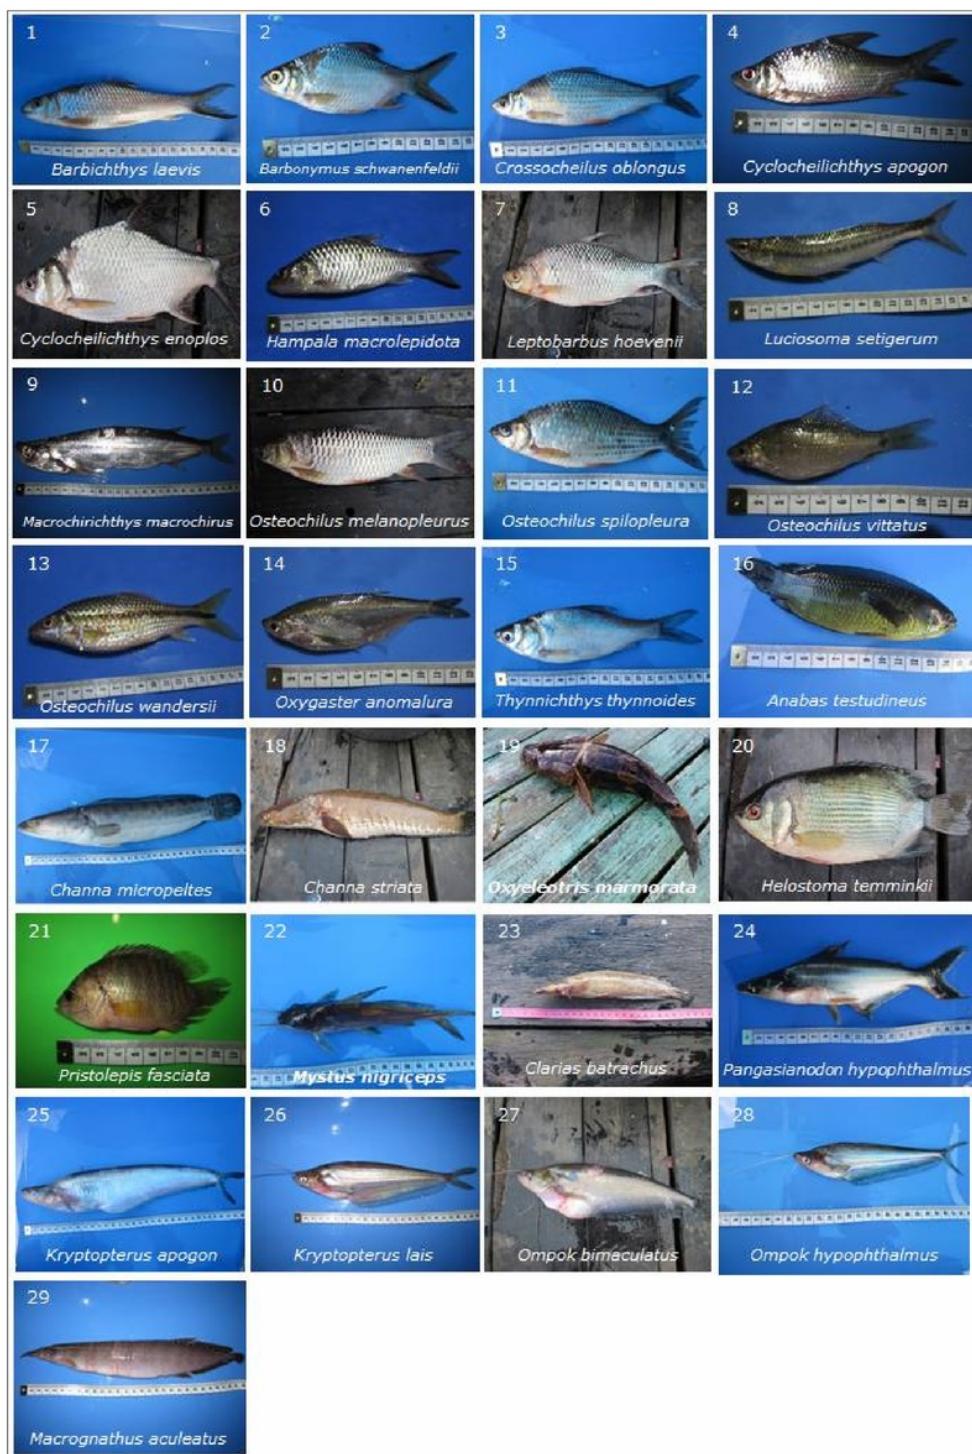 1
Barbichthys laevis
2
Barbonymus schwanenfeldii
3
Crossocheilus oblongus
4
Cyclocheilichthys apogon
5
Cyclocheilichthys enoplos
6
Hampala macrolepidota
7
Leptobarbus hoevenii
8
Luciosoma setigerum
9
Macrochirichthys macrochirus
10
Osteochilus melanopleurus
11
Osteochilus spilopleura
12
Osteochilus vittatus
13
Osteochilus wandersii
14
Oxygaster anomalura
15
Thynnichthys thynnoides
16
Anabas testudineus
17
Channa micropeltes
18
Channa striata
19
Oxyeleotris marmorata
20
Helostoma temminkii
21
Pristolepis fasciata
22
Mystus nigriceps
23
Clarias batrachus
24
Pangasianodon hypophthalmus
25
Kryptopterus apogon
26
Kryptopterus lais
27
Ompok bimaculatus
28
Ompok hypophthalmus
29
Macrognathus aculeatus